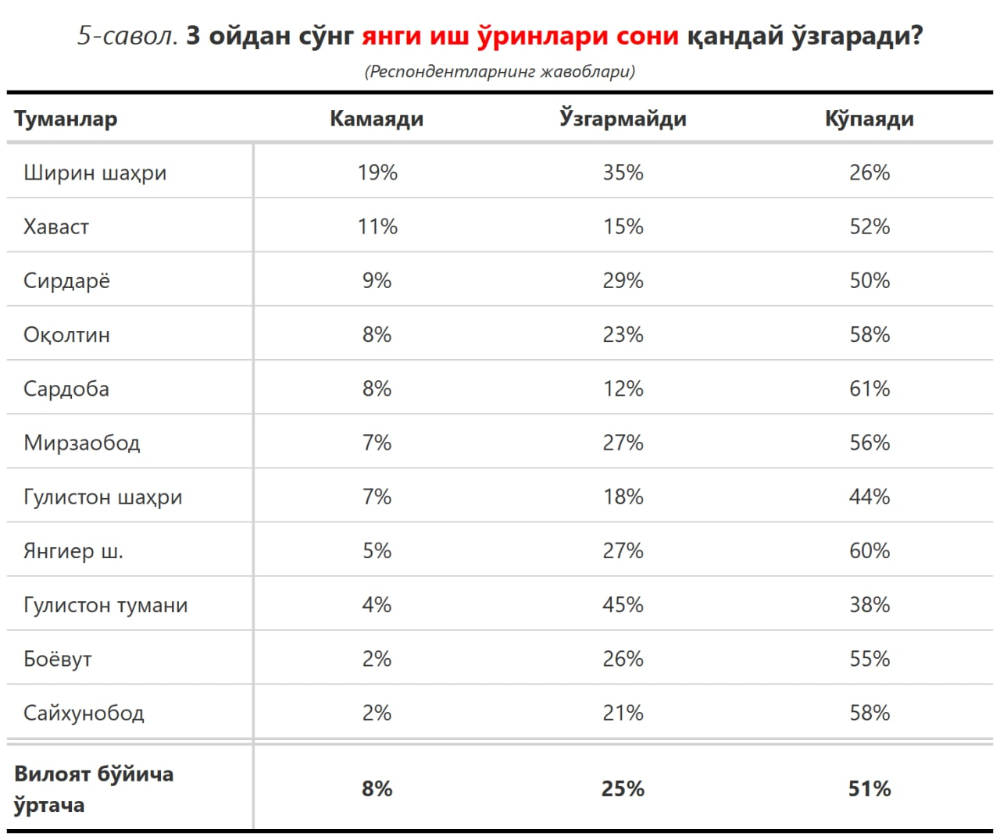 5-савол. 3 ойдан сўнг янги иш ўринлари сони қандай ўзгаради?
(Респондентларнинг жавоблари)
Туманлар Камаяди Ўзгармайди Кўпаяди
Ширин шаҳри 19% 35% 26%
Хаваст 11% 15% 52%
Сирдарё 9% 29% 50%
Оқолтин 8% 23% 58%
Сардоба 8% 12% 61%
Мирзаобод 7% 27% 56%
Гулистон шаҳри 7% 18% 44%
Янгиер ш. 5% 27% 60%
Гулистон тумани 4% 45% 38%
Боёвут 2% 26% 55%
Сайхунобод 2% 21% 58%
Вилоят бўйича
ўртача 8% 25% 51%